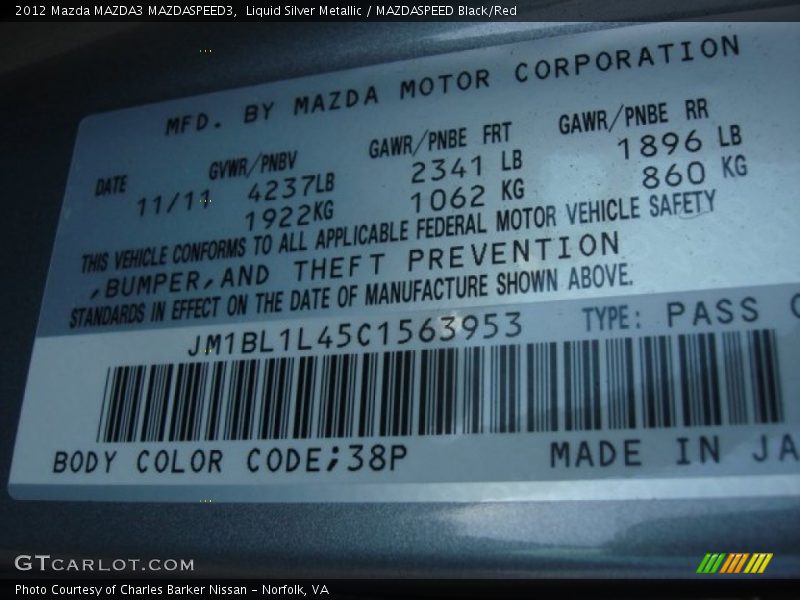 2012 Mazda MAZDA3 MAZDASPEED3,  Liquid Silver Metallic / MAZDASPEED Black/Red
MFD. BY MAZDA MOTOR CORPORATION
DATE GVWR/PNBV GAWR/PNBE FRT GAWR/PNBE RR
11/11 4237LB 2341 LB 1896 LB
1922KG 1062 KG 860 KG
THIS VEHICLE CONFORMS TO ALL APPLICABLE FEDERAL MOTOR VEHICLE SAFETY
,BUMPER,AND THEFT PREVENTION
STANDARDS IN EFFECT ON THE DATE OF MANUFACTURE SHOWN ABOVE.
JM1BL1L45C1563953 TYPE: PASS
BODY COLOR CODE;38P MADE IN JA
GTCARLOT.COM
Photo Courtesy of Charles Barker Nissan - Norfolk, VA